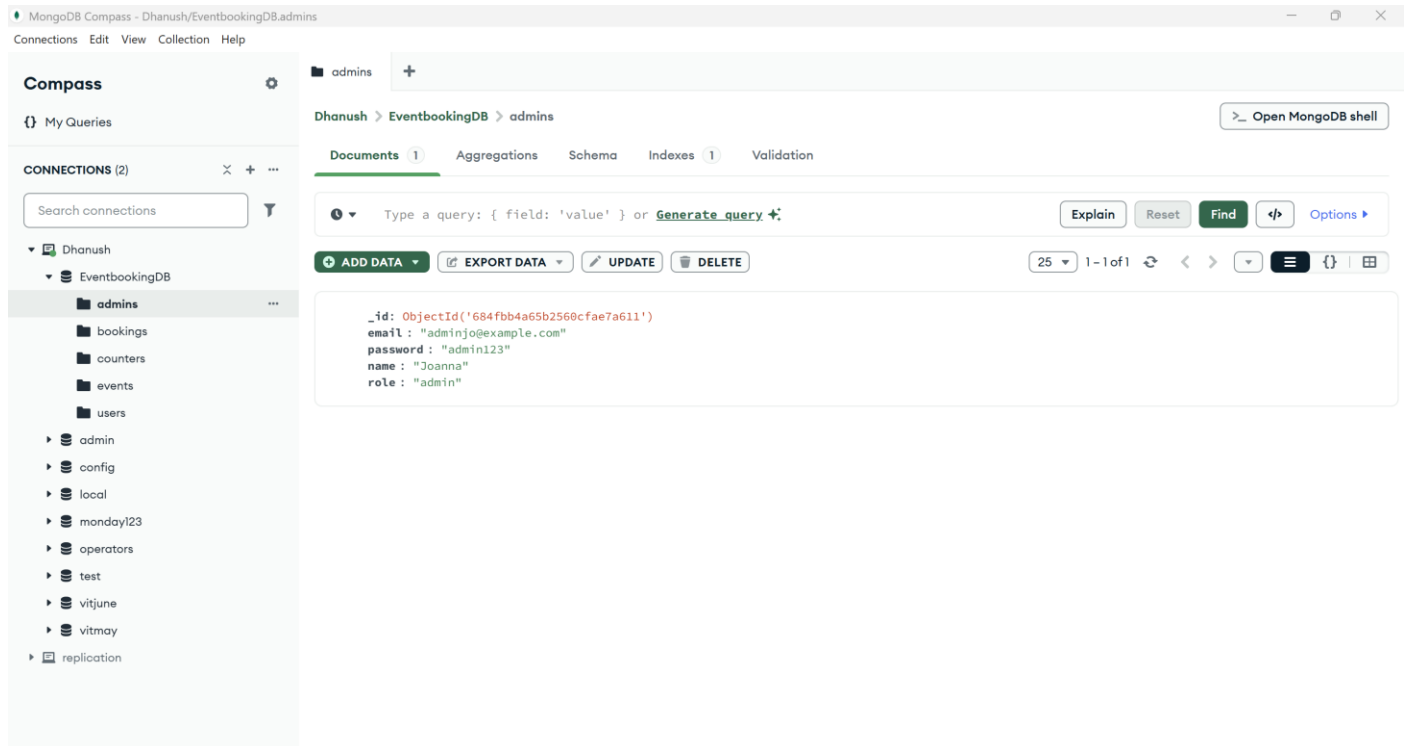 MongoDB Compass - Dhanush/EventbookingDB.admins
Connections Edit View Collection Help
Compass
{} My Queries
CONNECTIONS (2)
Search connections
Dhanush
EventbookingDB
admins
bookings
counters
events
users
admin
config
local
monday123
operators
test
vitjune
vitmay
replication
admins
Dhanush > EventbookingDB > admins
>_ Open MongoDB shell
Documents 1 Aggregations Schema Indexes 1 Validation
Type a query: { field: 'value' } or Generate query
Explain Reset Find </> Options
ADD DATA EXPORT DATA UPDATE DELETE
25 1 – 1 of 1 {}
_id: ObjectId('684fbb4a65b2560cfae7a611')
email : "adminjo@example.com"
password : "admin123"
name : "Joanna"
role : "admin"